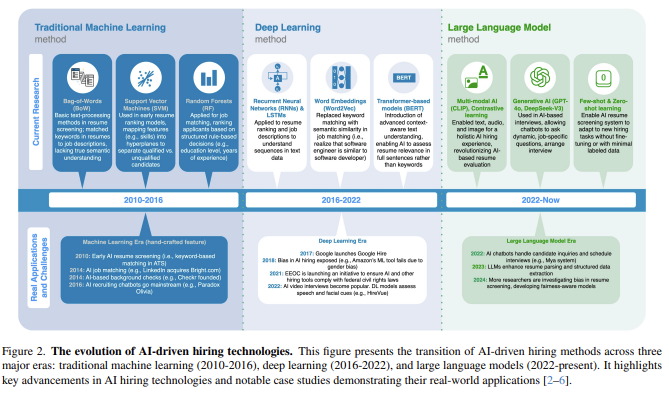 Traditional Machine Learning
method
Deep Learning
method
Large Language Model
method
Current Research
Bag-of-Words
(BoW)
Basic text-processing
methods in resume
screening; matched
keywords in resumes
to job descriptions,
lacking true semantic
understanding
Support Vector
Machines (SVM)
Used in early resume
ranking models,
mapping features
(e.g., skills) into
hyperplanes to
separate qualified vs.
unqualified
candidates
Random Forests
(RF)
Applied for job
matching, ranking
applicants based on
structured rule-based
decisions (e.g.,
education level, years
of experience)
Recurrent Neural
Networks (RNNs) &
LSTMs
Applied to resume
ranking and job
descriptions to
understand
sequences in text
data
Word Embeddings
(Word2Vec)
Replaced keyword
matching with
semantic similarity in
job matching (i.e.,
realize that software
engineer is similar to
software developer)
BERT
Transformer-based
models (BERT)
Introduction of
advanced context-
aware text
understanding,
enabling AI to assess
resume relevance in
full sentences rather
than keywords
Multi-modal AI
(CLIP), Contrastive
learning
Enabled text, audio,
and image for a
holistic AI hiring
experience,
revolutionizing AI-
based resume
evaluation
Generative AI (GPT-
4o, DeepSeek-V3)
Used in AI-based
interviews, allowing
chatbots to ask
dynamic, job-specific
questions, arrange
interview
Few-shot & Zero-
shot learning
Enable AI resume
screening system to
adapt to new hiring
tasks without fine-
tuning or with minimal
labeled data
2010-2016
2016-2022
2022-Now
Real Applications
and Challenges
Machine Learning Era (hand-crafted feature)
2010: Early AI resume screening (i.e., keyword-based
matching in ATS)
2014: AI job matching (e.g., LinkedIn acquires Bright.com)
2014: AI-based background checks (e.g., Checkr founded)
2016: AI recruiting chatbots go mainstream (e.g., Paradox
Olivia)
Deep Learning Era
2017: Google launches Google Hire
2018: Bias in AI hiring exposed (e.g., Amazon's ML tool fails due to
gender bias)
2021: EEOC is launching an initiative to ensure AI and other
hiring tools comply with federal civil rights laws
2022: AI video interviews become popular. DL models assess
speech and facial cues (e.g., HireVue)
Large Language Model Era
2022: AI chatbots handle candidate inquiries and schedule
interviews (e.g., Mya system)
2023: LLMs enhance resume parsing and structured data
extraction
2024: More researchers are investigating bias in resume
screening, developing fairness-aware models
Figure 2. The evolution of AI-driven hiring technologies. This figure presents the transition of AI-driven hiring methods across three
major eras: traditional machine learning (2010-2016), deep learning (2016-2022), and large language models (2022-present). It highlights
key advancements in AI hiring technologies and notable case studies demonstrating their real-world applications [2–6].